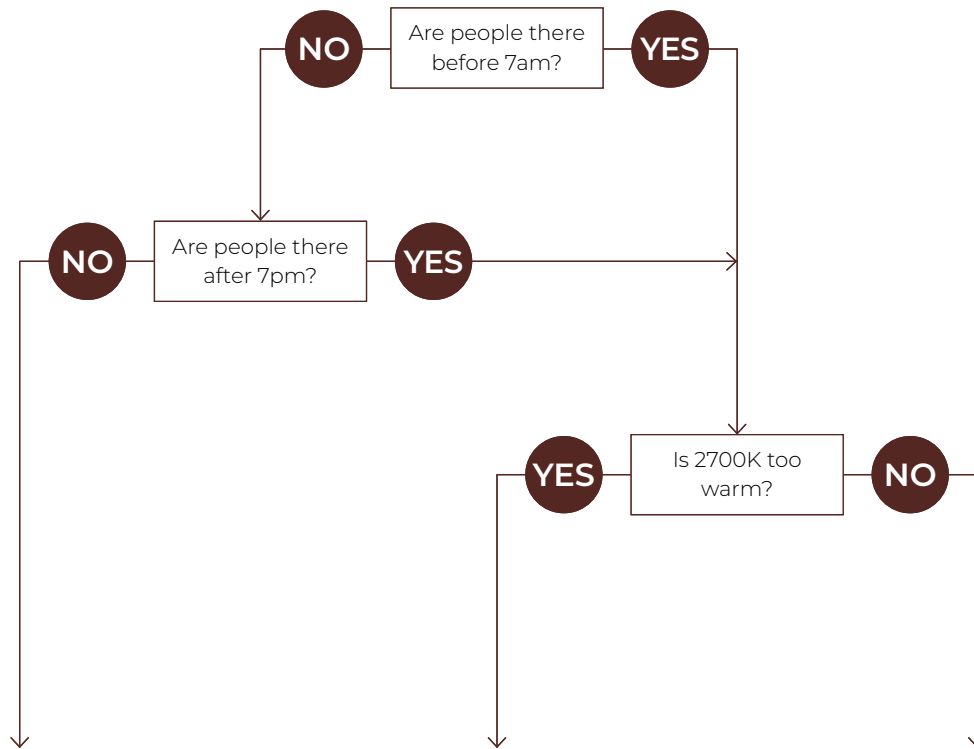 NO
Are people there
before 7am?
YES
NO
Are people there
after 7pm?
YES
YES
Is 2700K too
warm?
NO